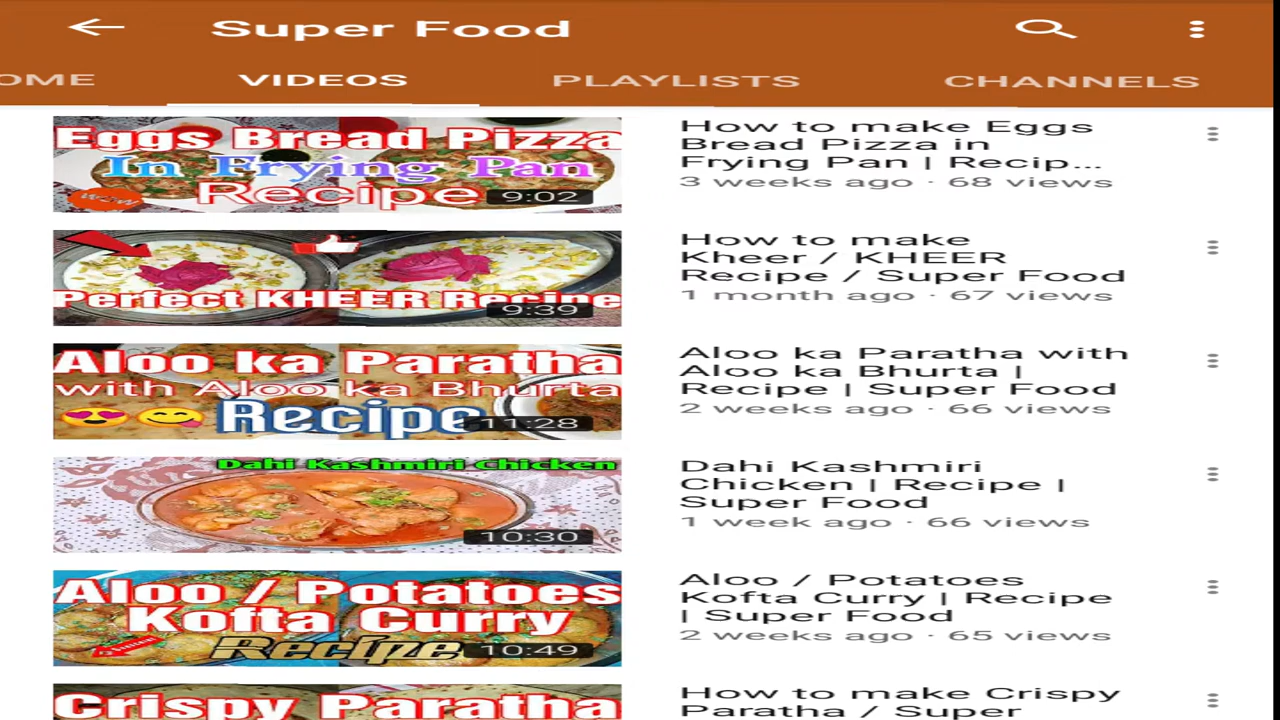 Super Food
OME VIDEOS PLAYLISTS CHANNELS
Eggs Bread Pizza
In Frying Pan
Recipe
WOW
9:02
How to make Eggs
Bread Pizza in
Frying Pan | Recip...
3 weeks ago · 68 views
Perfect KHEER Recipe
9:39
How to make
Kheer / KHEER
Recipe / Super Food
1 month ago · 67 views
Aloo ka Paratha
with Aloo ka Bhurta
Recipe
11:28
Aloo ka Paratha with
Aloo ka Bhurta |
Recipe | Super Food
2 weeks ago · 66 views
Dahi Kashmiri Chicken
10:30
Dahi Kashmiri
Chicken | Recipe |
Super Food
1 week ago · 66 views
Aloo / Potatoes
Kofta Curry
Recipe
10:49
Aloo / Potatoes
Kofta Curry | Recipe
| Super Food
2 weeks ago · 65 views
Crispy Paratha
How to make Crispy
Paratha / Super